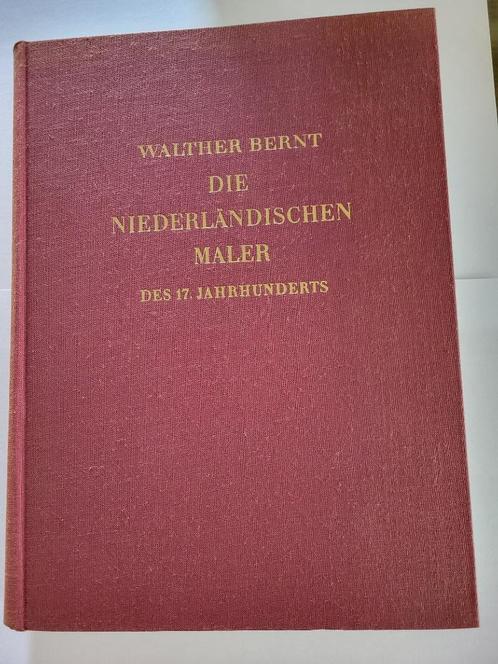 WALTHER BERNT
DIE
NIEDERLÄNDISCHEN
MALER
DES 17. JAHRHUNDERTS